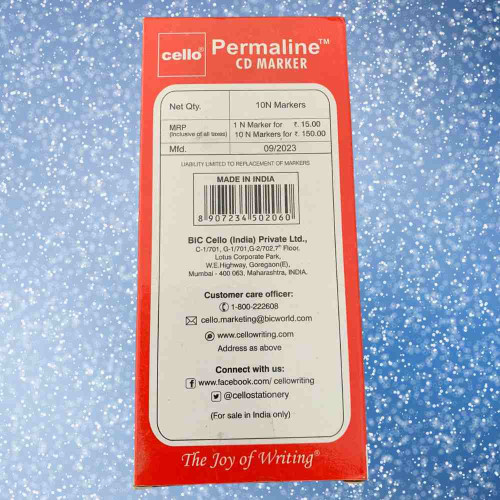 cello®
Permaline™
CD MARKER
Net Qty. 10N Markers
MRP 1 N Marker for ₹. 15.00
(Inclusive of all taxes) 10 N Markers for ₹. 150.00
Mfd. 09/2023
LIABILITY LIMITED TO REPLACEMENT OF MARKERS
MADE IN INDIA
8 907234 502060
BiC Cello (India) Private Ltd.,
C-1/701, G-1/701,G-2/702,7th Floor,
Lotus Corporate Park,
W.E.Highway, Goregaon(E),
Mumbai - 400 063, Maharashtra, INDIA.
Customer care officer:
1-800-222608
cello.marketing@bicworld.com
www.cellowriting.com
Address as above
Connect with us:
www.facebook.com/ cellowriting
@cellostationery
(For sale in India only)
The Joy of Writing®